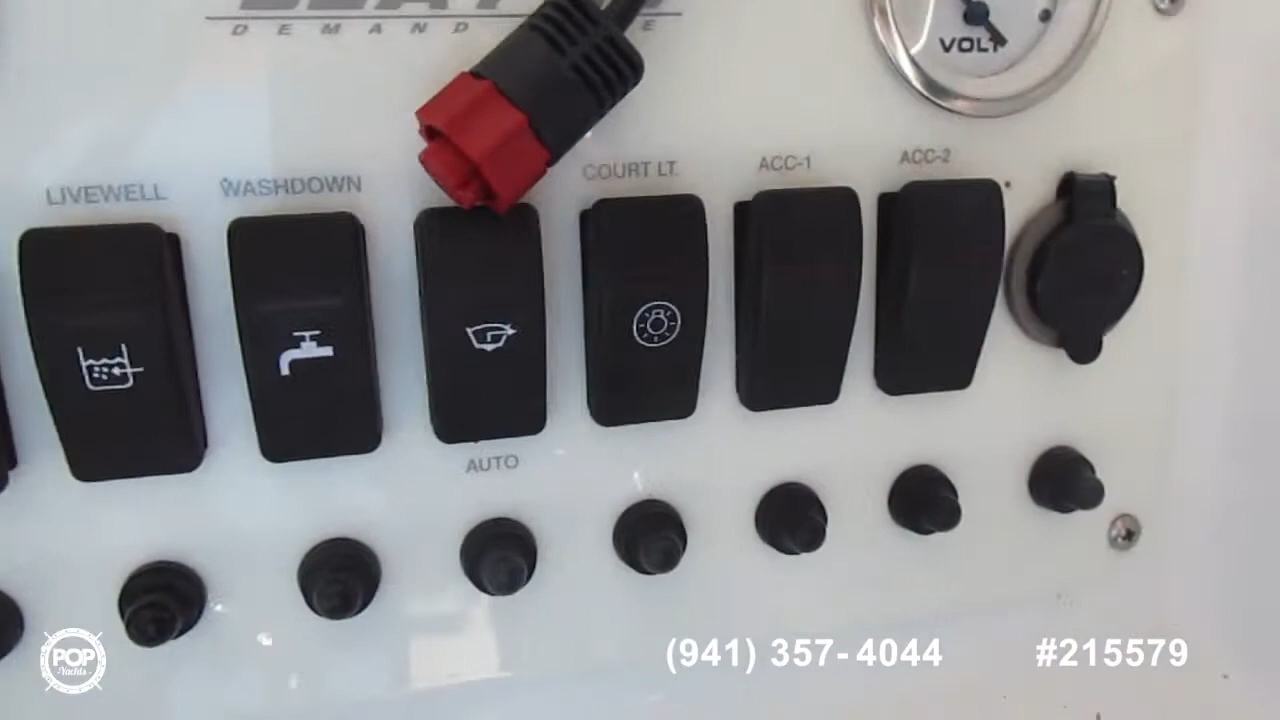 DEMAND
VOLT
LIVEWELL
WASHDOWN
COURT LT.
ACC-1
ACC-2
AUTO
POP
Yachts
(941) 357-4044
#215579